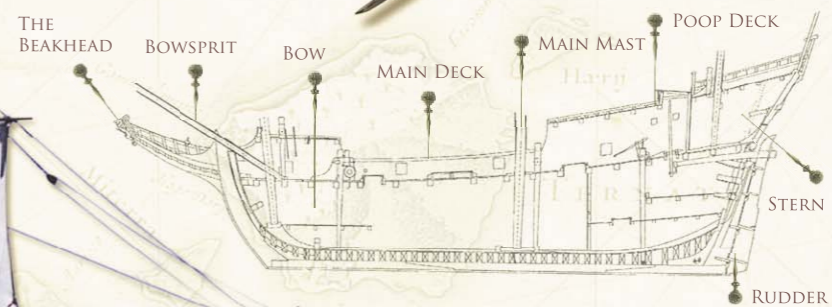 THE
BEAKHEAD
BOWSPRIT
BOW
MAIN DECK
MAIN MAST
POOP DECK
STERN
RUDDER